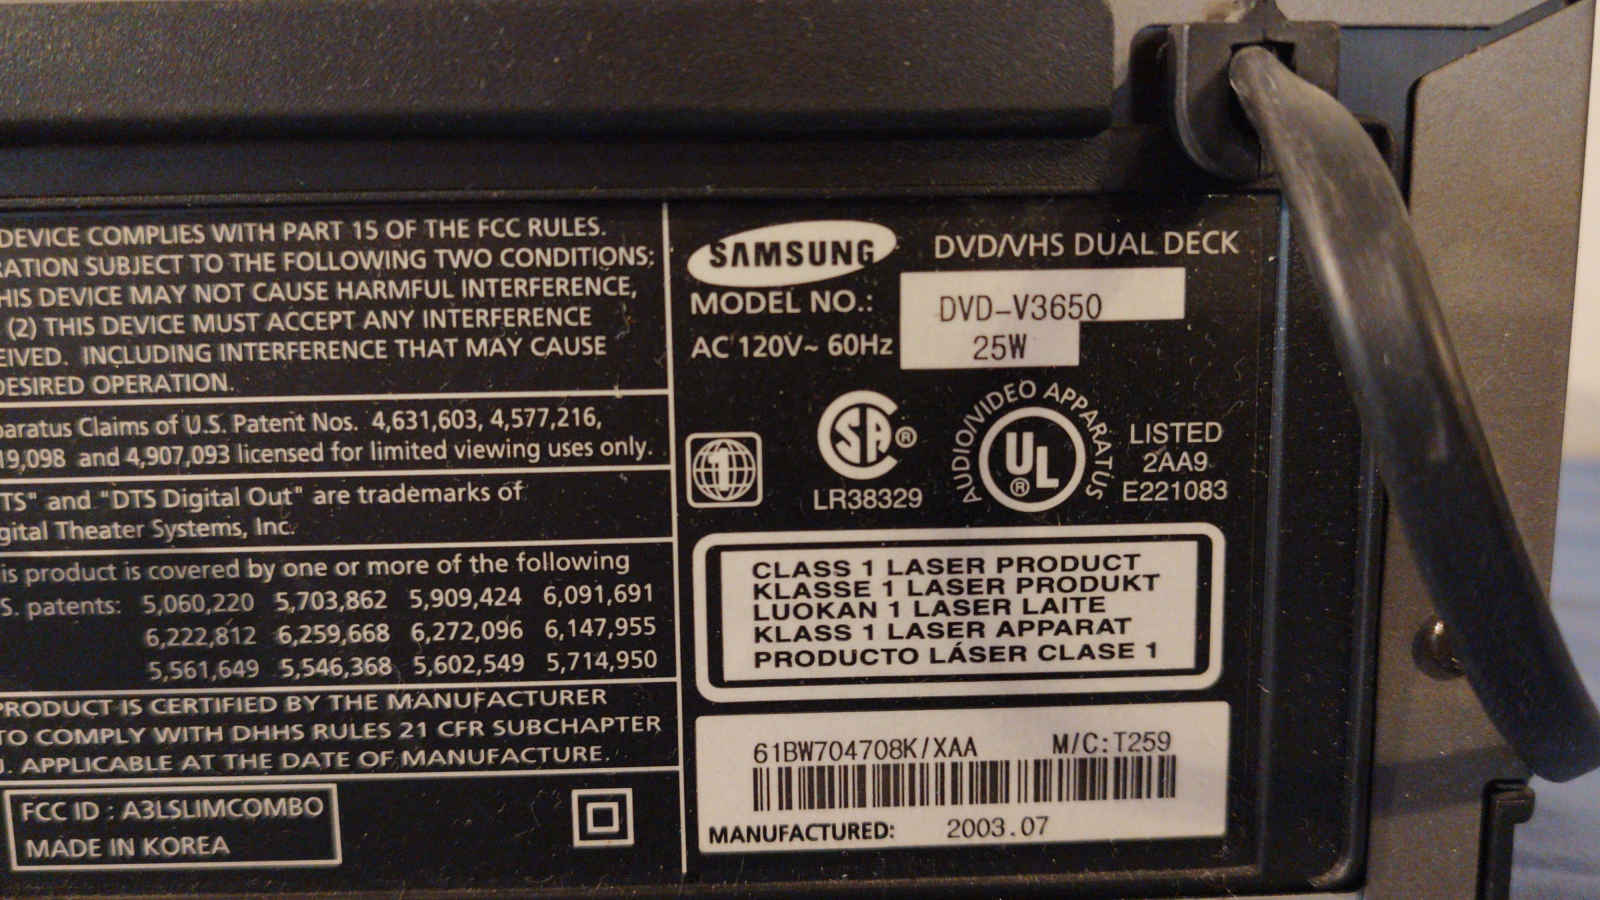 DEVICE COMPLIES WITH PART 15 OF THE FCC RULES.
RATION SUBJECT TO THE FOLLOWING TWO CONDITIONS:
HIS DEVICE MAY NOT CAUSE HARMFUL INTERFERENCE,
(2) THIS DEVICE MUST ACCEPT ANY INTERFERENCE
EIVED. INCLUDING INTERFERENCE THAT MAY CAUSE
DESIRED OPERATION.
paratus Claims of U.S. Patent Nos. 4,631,603, 4,577,216,
19,098 and 4,907,093 licensed for limited viewing uses only.
TS" and "DTS Digital Out" are trademarks of
gital Theater Systems, Inc.
is product is covered by one or more of the following
S. patents: 5,060,220 5,703,862 5,909,424 6,091,691
6,222,812 6,259,668 6,272,096 6,147,955
5,561,649 5,546,368 5,602,549 5,714,950
PRODUCT IS CERTIFIED BY THE MANUFACTURER
TO COMPLY WITH DHHS RULES 21 CFR SUBCHAPTER
J. APPLICABLE AT THE DATE OF MANUFACTURE.
FCC ID : A3LSLIMCOMBO
MADE IN KOREA
SAMSUNG DVD/VHS DUAL DECK
MODEL NO.: DVD-V3650
AC 120V~ 60Hz 25W
1
SA ®
LR38329
AUDIO/VIDEO APPARATUS
UL ®
LISTED
2AA9
E221083
CLASS 1 LASER PRODUCT
KLASSE 1 LASER PRODUKT
LUOKAN 1 LASER LAITE
KLASS 1 LASER APPARAT
PRODUCTO LÁSER CLASE 1
61BW704708K/XAA M/C:T259
MANUFACTURED: 2003.07